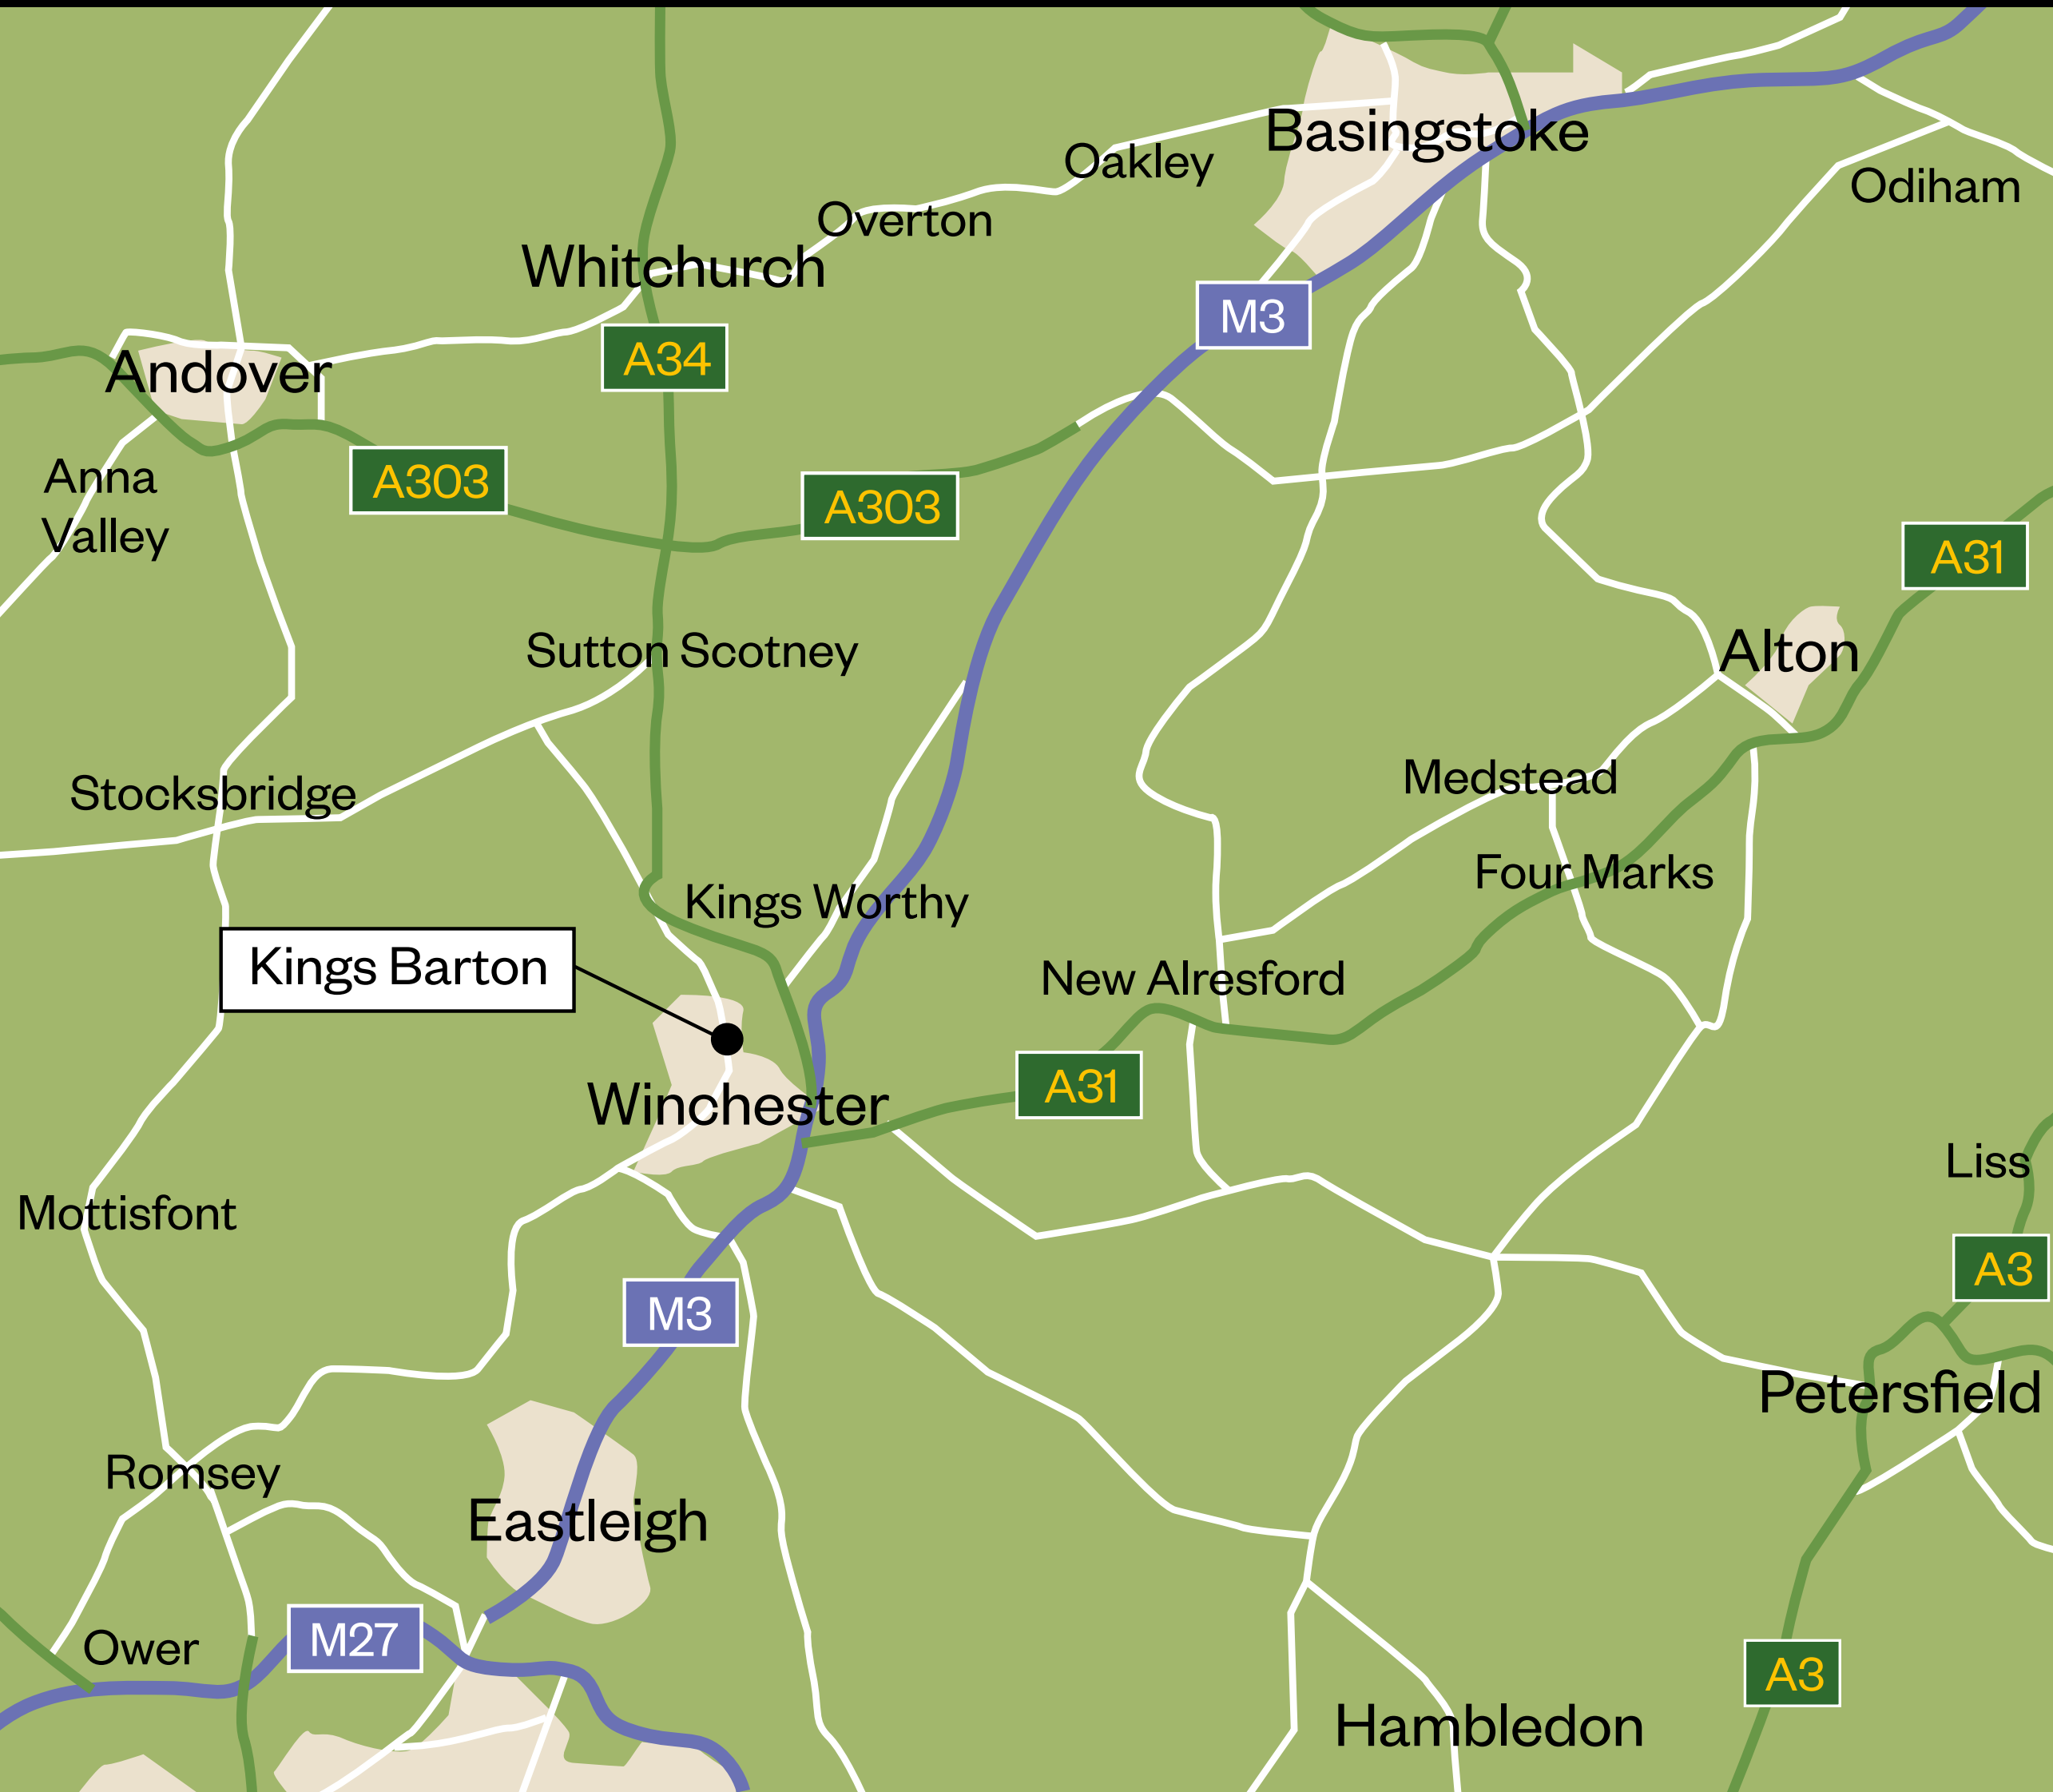 Basingstoke
Oakley
Odiham
Overton
Whitchurch
M3
A34
Andover
A303
A303
Anna
Valley
A31
Sutton Scotney
Alton
Stocksbridge
Medstead
Four Marks
Kings Worthy
Kings Barton
New Alresford
A31
Winchester
Liss
Mottisfont
A3
M3
Petersfield
Romsey
Eastleigh
M27
Ower
A3
Hambledon